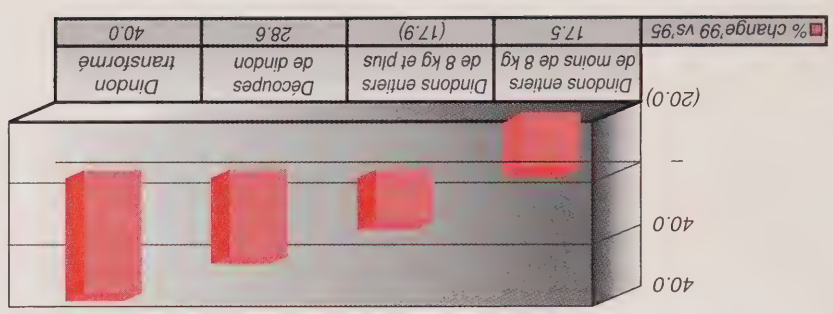 40.0
40.0
–
(20.0)
Dindons entiers
de moins de 8 kg
Dindons entiers
de 8 kg et plus
Découpes
de dindon
Dindon
transformé
% change'99 vs'95
17.5
(17.9)
28.6
40.0